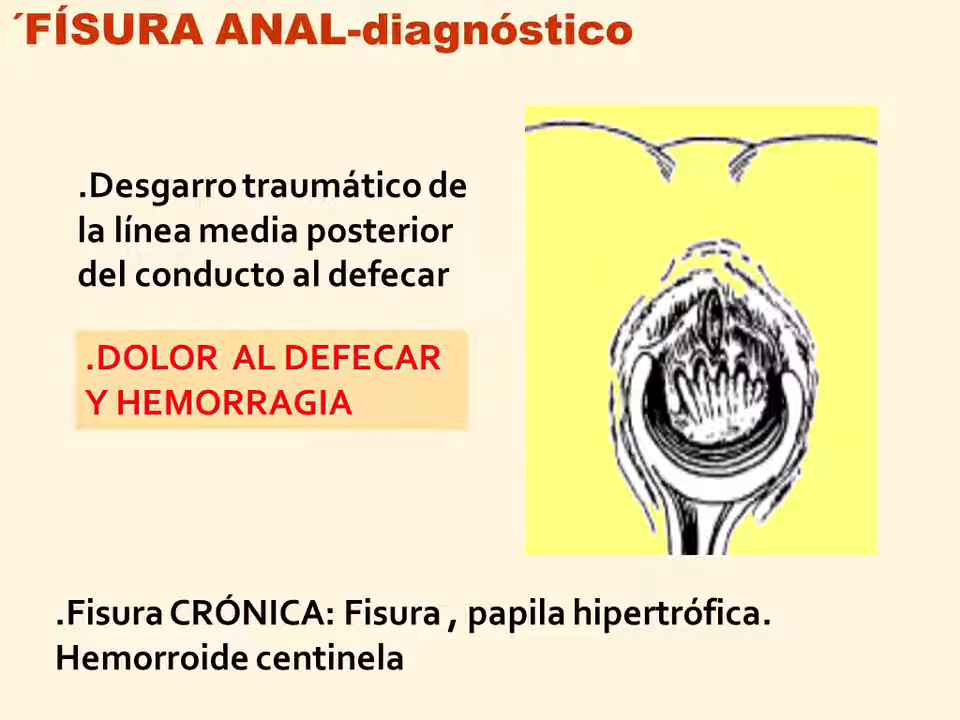 ´FÍSURA ANAL-diagnóstico
.Desgarro traumático de
la línea media posterior
del conducto al defecar
.DOLOR AL DEFECAR
Y HEMORRAGIA
.Fisura CRÓNICA: Fisura , papila hipertrófica.
Hemorroide centinela